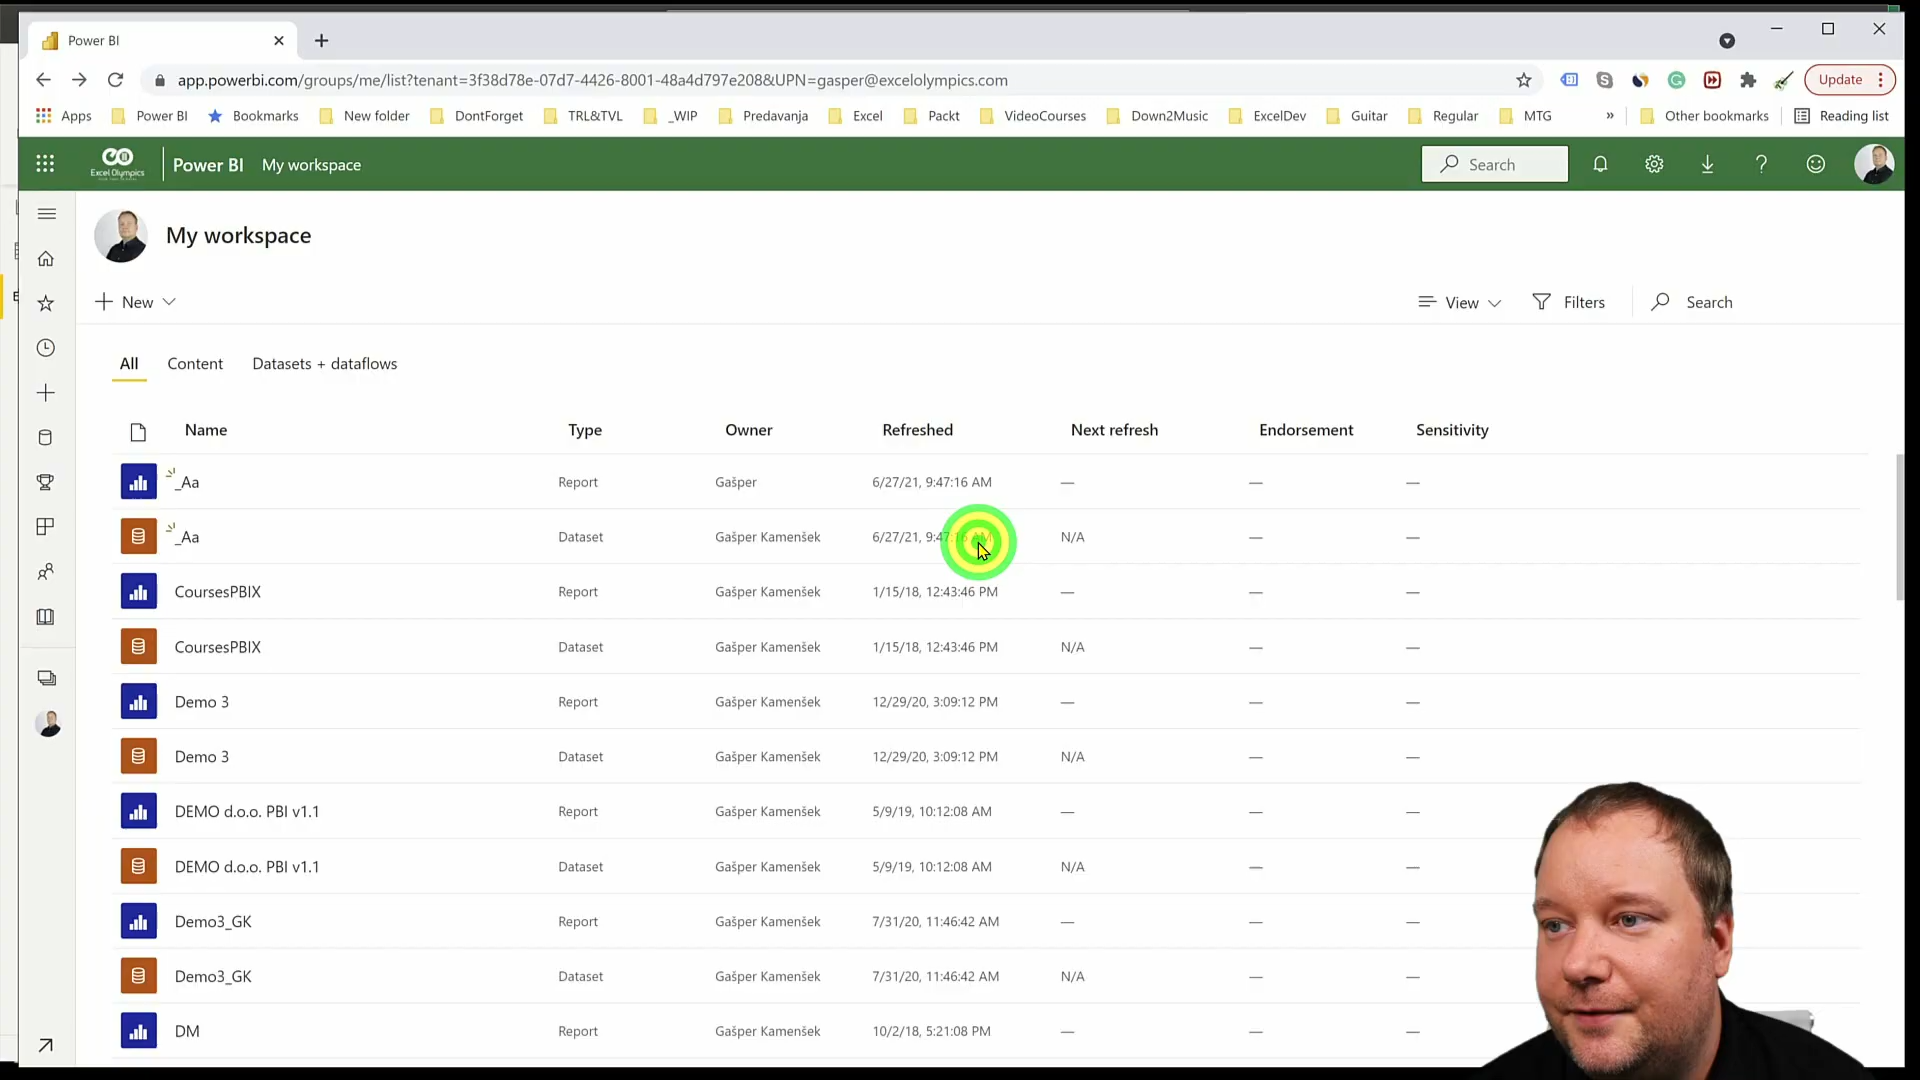 Power BI
app.powerbi.com/groups/me/list?tenant=3f38d78e-07d7-4426-8001-48a4d797e208&UPN=gasper@excelolympics.com
Update
Apps Power BI Bookmarks New folder DontForget TRL&TVL _WIP Predavanja Excel Packt VideoCourses Down2Music ExcelDev Guitar Regular MTG » Other bookmarks Reading list
Excel Olympics Power BI My workspace Search
My workspace
New View Filters Search
All Content Datasets + dataflows
Name Type Owner Refreshed Next refresh Endorsement Sensitivity
_Aa Report Gašper 6/27/21, 9:47:16 AM — — —
_Aa Dataset Gašper Kamenšek 6/27/21, 9:47:16 AM N/A — —
CoursesPBIX Report Gašper Kamenšek 1/15/18, 12:43:46 PM — — —
CoursesPBIX Dataset Gašper Kamenšek 1/15/18, 12:43:46 PM N/A — —
Demo 3 Report Gašper Kamenšek 12/29/20, 3:09:12 PM — — —
Demo 3 Dataset Gašper Kamenšek 12/29/20, 3:09:12 PM N/A — —
DEMO d.o.o. PBI v1.1 Report Gašper Kamenšek 5/9/19, 10:12:08 AM — — —
DEMO d.o.o. PBI v1.1 Dataset Gašper Kamenšek 5/9/19, 10:12:08 AM N/A — —
Demo3_GK Report Gašper Kamenšek 7/31/20, 11:46:42 AM — — —
Demo3_GK Dataset Gašper Kamenšek 7/31/20, 11:46:42 AM N/A — —
DM Report Gašper Kamenšek 10/2/18, 5:21:08 PM — — —